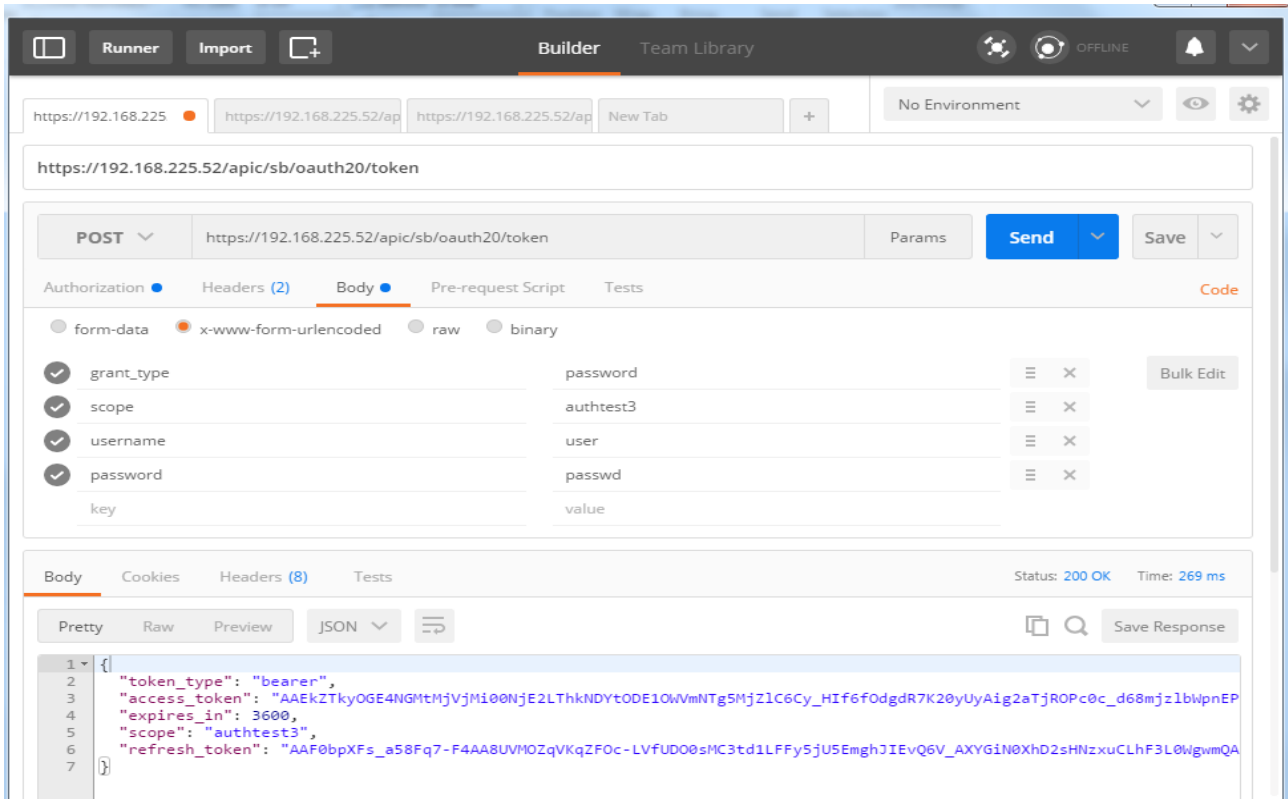 Runner Import Builder Team Library OFFLINE
https://192.168.225 https://192.168.225.52/ap https://192.168.225.52/ap New Tab + No Environment
https://192.168.225.52/apic/sb/oauth20/token
POST https://192.168.225.52/apic/sb/oauth20/token Params Send Save
Authorization Headers (2) Body Pre-request Script Tests Code
form-data x-www-form-urlencoded raw binary
grant_type password Bulk Edit
scope authtest3
username user
password passwd
key value
Body Cookies Headers (8) Tests Status: 200 OK Time: 269 ms
Pretty Raw Preview JSON Save Response
1 {
2 "token_type": "bearer",
3 "access_token": "AAEkZTkyOGE4NGMtMjVjMi00NjE2LThkNDYtODE1OWVmNTg5MjZlC6Cy_HIf6fOdgdR7K20yUyAig2aTjROPc0c_d68mjzlbWpnEP
4 "expires_in": 3600,
5 "scope": "authtest3",
6 "refresh_token": "AAF0bpXFs_a58Fq7-F4AA8UVMOZqVKqZFOc-LVfUDO0sMC3td1LFFy5jU5EmghJIEvQ6V_AXYGiN0XhD2sHNzxuCLhF3L0WgwmQA
7 }